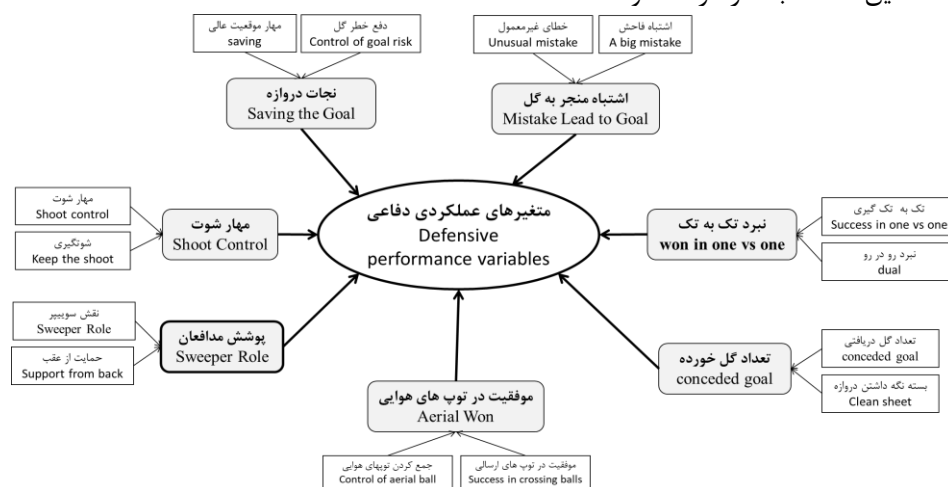 مهار موقعیت عالی
saving
دفع خطر گل
Control of goal risk
خطای غیرمعمول
Unusual mistake
اشتباه فاحش
A big mistake
نجات دروازه
Saving the Goal
اشتباه منجر به گل
Mistake Lead to Goal
مهار شوت
Shoot control
شوتگیری
Keep the shoot
مهار شوت
Shoot Control
متغیرهای عملکردی دفاعی
Defensive
performance variables
نبرد تک به تک
won in one vs one
تک به تک گیری
Success in one vs one
نبرد رو در رو
dual
نقش سوییپر
Sweeper Role
حمایت از عقب
Support from back
پوشش مدافعان
Sweeper Role
تعداد گل خورده
conceded goal
تعداد گل دریافتی
conceded goal
بسته نگه داشتن دروازه
Clean sheet
موفقیت در توپ های هوایی
Aerial Won
جمع کردن توپهای هوایی
Control of aerial ball
موفقیت در توپ های ارسالی
Success in crossing balls